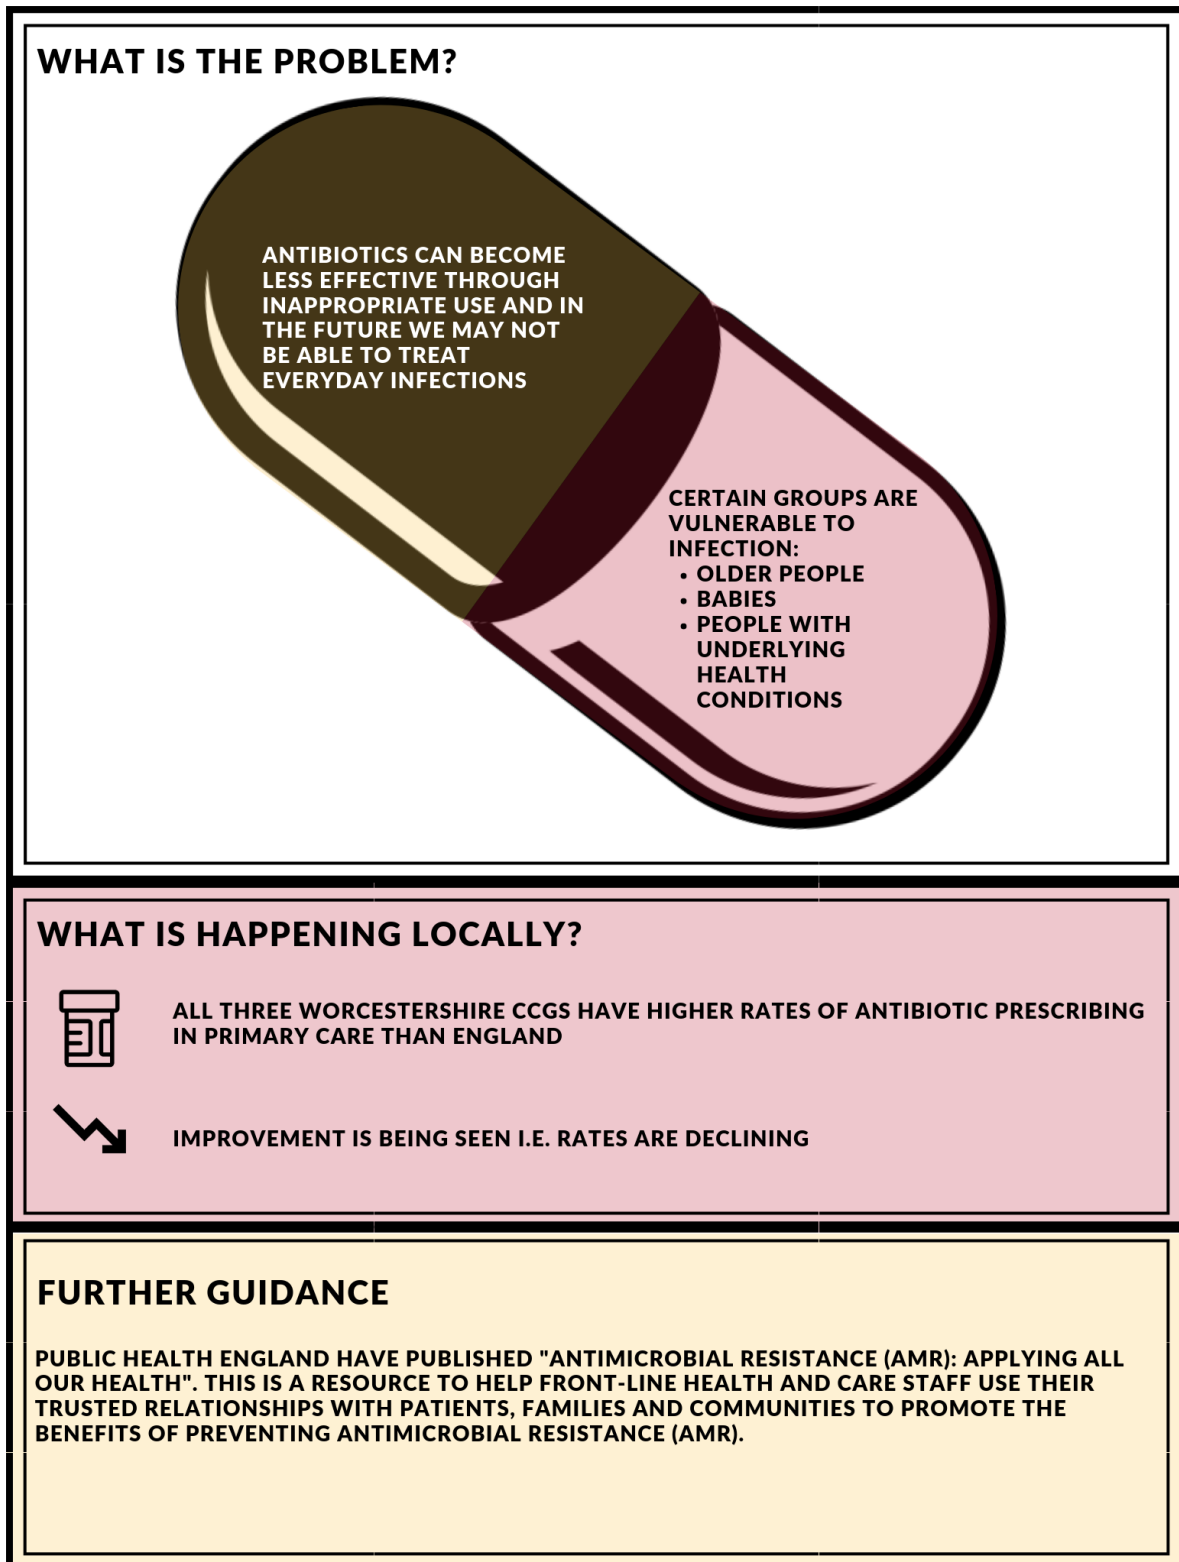 WHAT IS THE PROBLEM?
ANTIBIOTICS CAN BECOME
LESS EFFECTIVE THROUGH
INAPPROPRIATE USE AND IN
THE FUTURE WE MAY NOT
BE ABLE TO TREAT
EVERYDAY INFECTIONS
CERTAIN GROUPS ARE
VULNERABLE TO
INFECTION:
• OLDER PEOPLE
• BABIES
• PEOPLE WITH
UNDERLYING
HEALTH
CONDITIONS
WHAT IS HAPPENING LOCALLY?
ALL THREE WORCESTERSHIRE CCGS HAVE HIGHER RATES OF ANTIBIOTIC PRESCRIBING
IN PRIMARY CARE THAN ENGLAND
IMPROVEMENT IS BEING SEEN I.E. RATES ARE DECLINING
FURTHER GUIDANCE
PUBLIC HEALTH ENGLAND HAVE PUBLISHED "ANTIMICROBIAL RESISTANCE (AMR): APPLYING ALL
OUR HEALTH". THIS IS A RESOURCE TO HELP FRONT-LINE HEALTH AND CARE STAFF USE THEIR
TRUSTED RELATIONSHIPS WITH PATIENTS, FAMILIES AND COMMUNITIES TO PROMOTE THE
BENEFITS OF PREVENTING ANTIMICROBIAL RESISTANCE (AMR).